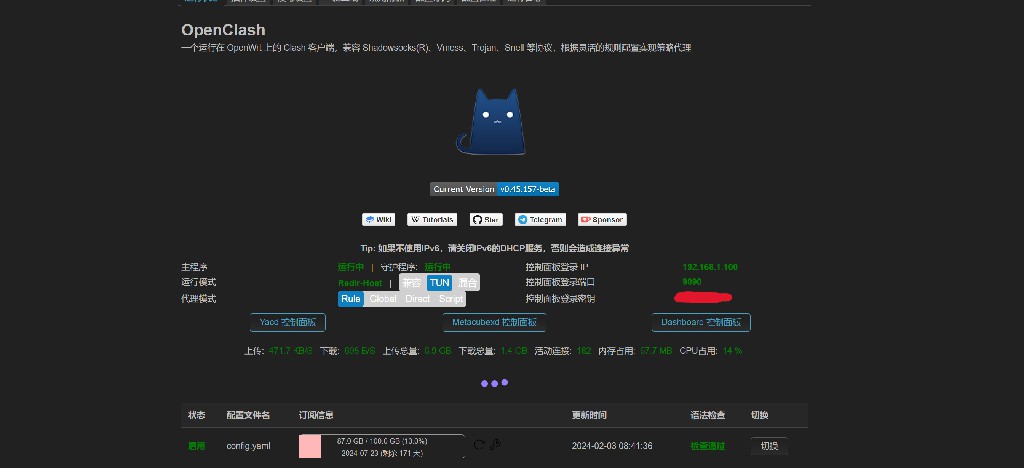 OpenClash
一个运行在 OpenWrt 上的 Clash 客户端，兼容 Shadowsocks(R)、Vmess、Trojan、Snell 等协议，根据灵活的规则配置实现策略代理
Current Version v0.45.157-beta
Wiki Tutorials Star Telegram Sponsor
Tip: 如果不使用IPv6，请关闭IPv6的DHCP服务，否则会造成连接异常
主程序 运行中 | 守护程序: 运行中 控制面板登录 IP 192.168.1.100
运行模式 Redir-Host | 兼容 TUN 混合 控制面板登录端口 9090
代理模式 Rule Global Direct Script 控制面板登录密钥
Yacd 控制面板 Metacubexd 控制面板 Dashboard 控制面板
上传: 471.7 KB/S 下载: 605 B/S 上传总量: 0.9 GB 下载总量: 1.4 GB 活动连接: 182 内存占用: 67.7 MB CPU占用: 14 %
状态 配置文件名 订阅信息 更新时间 语法检查 切换
启用 config.yaml 87.0 GB / 100.0 GB (13.0%) 2024-02-03 08:41:36 检查通过 切换
2024-07-23 (剩余: 171 天)